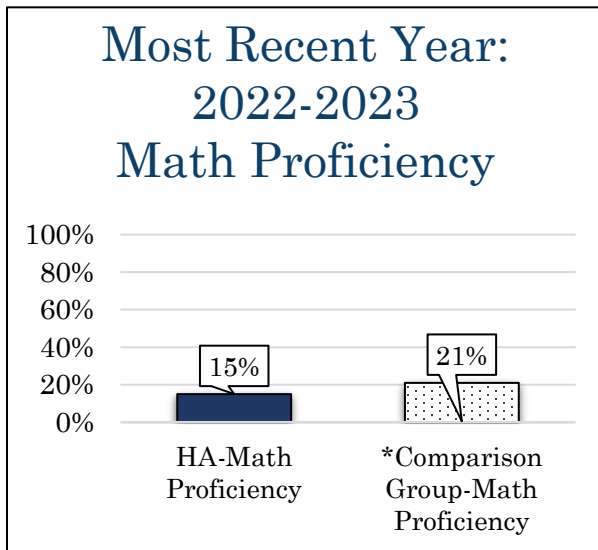 Most Recent Year:
2022-2023
Math Proficiency
100%
80%
60%
40%
20%
0%
15%
21%
HA-Math
Proficiency
*Comparison
Group-Math
Proficiency